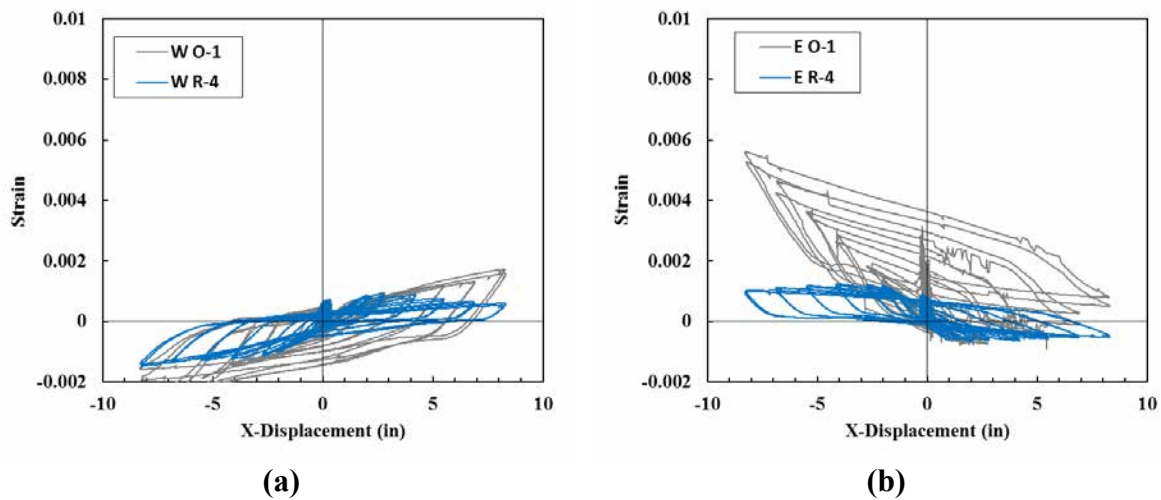 0.01
0.008
0.006
0.004
0.002
0
-0.002
Strain
W O-1
W R-4
-10 -5 0 5 10
X-Displacement (in)
(a)
0.01
0.008
0.006
0.004
0.002
0
-0.002
Strain
E O-1
E R-4
-10 -5 0 5 10
X-Displacement (in)
(b)